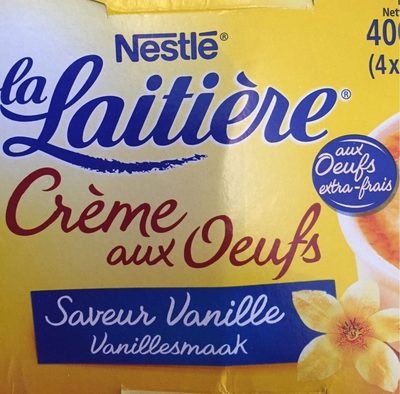 Nestlé®
la Laitière®
Crème
aux Oeufs
aux
Oeufs
extra-frais
Saveur Vanille
Vanillesmaak